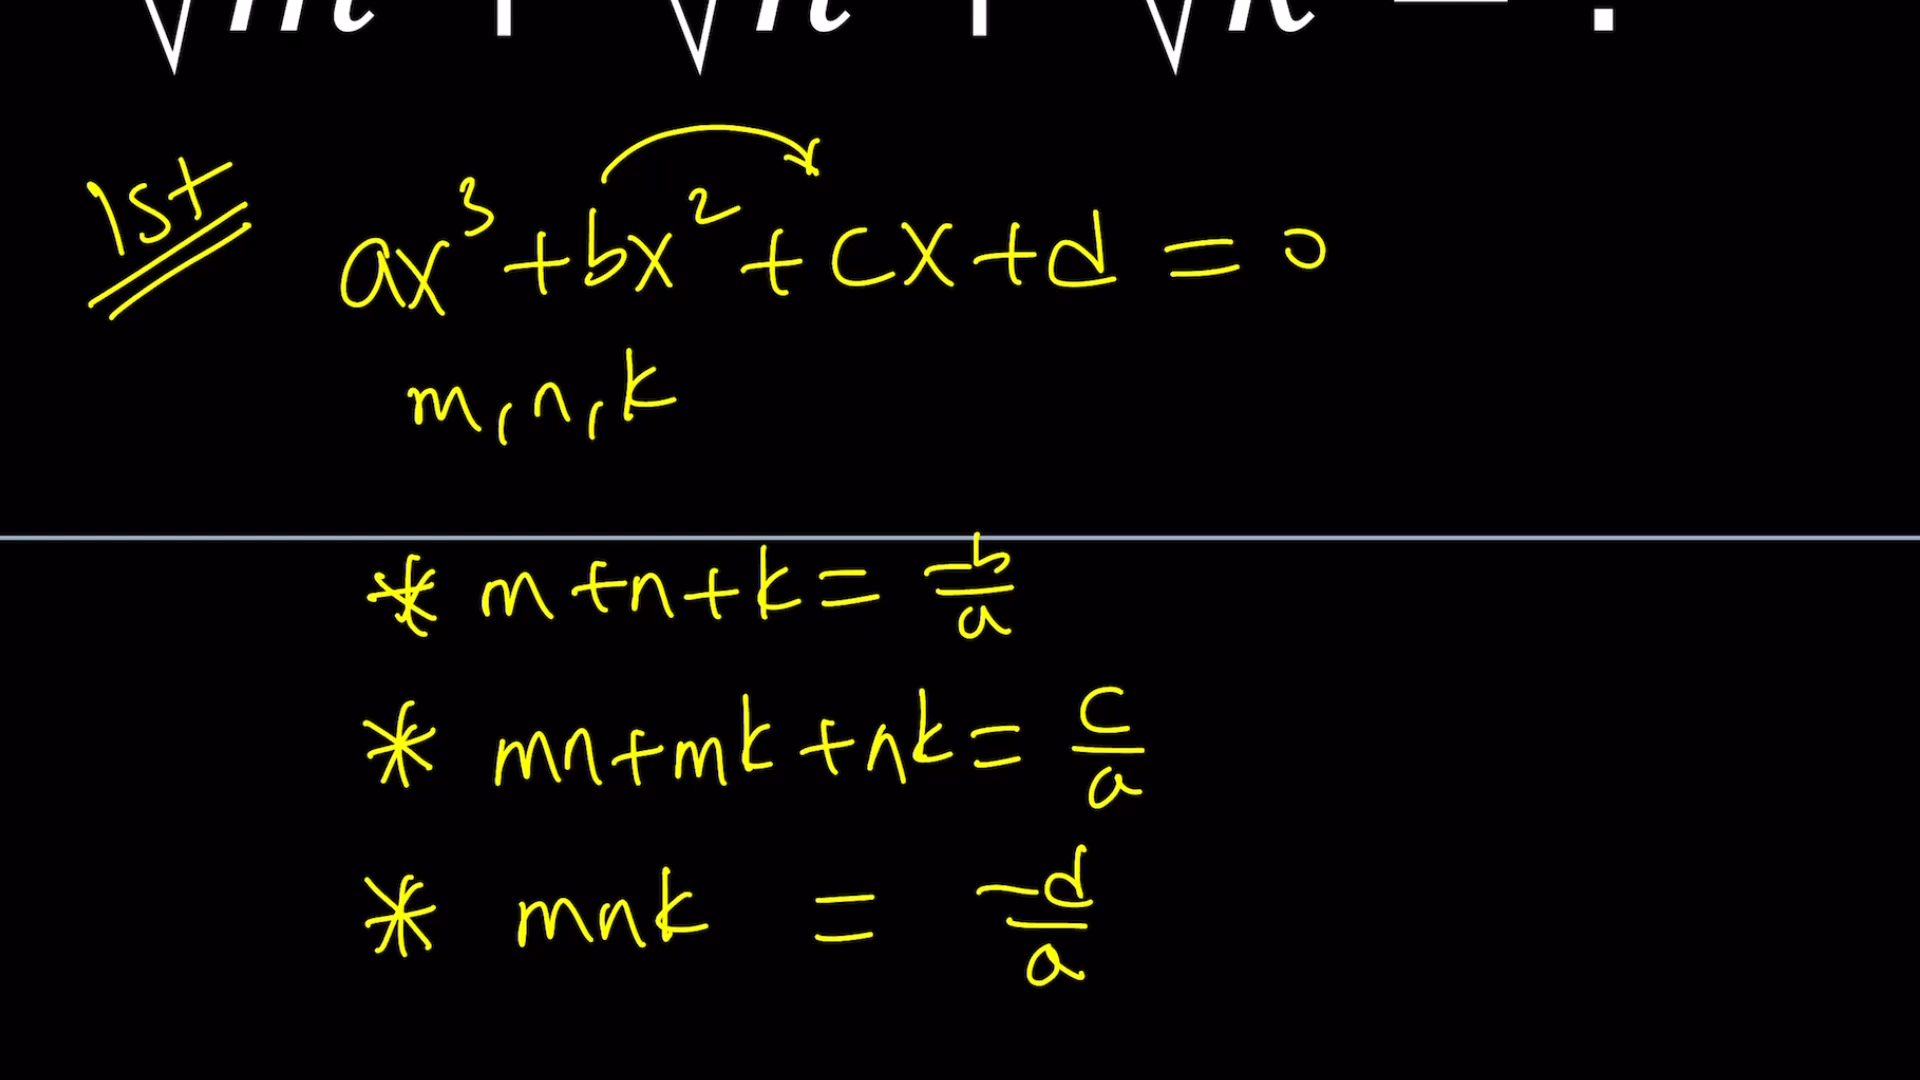 √m + √n + √k = ?
1st
ax³ + bx² + cx + d = 0
m, n, k
* m + n + k = -b/a
* mn + mk + nk = c/a
* mnk = -d/a